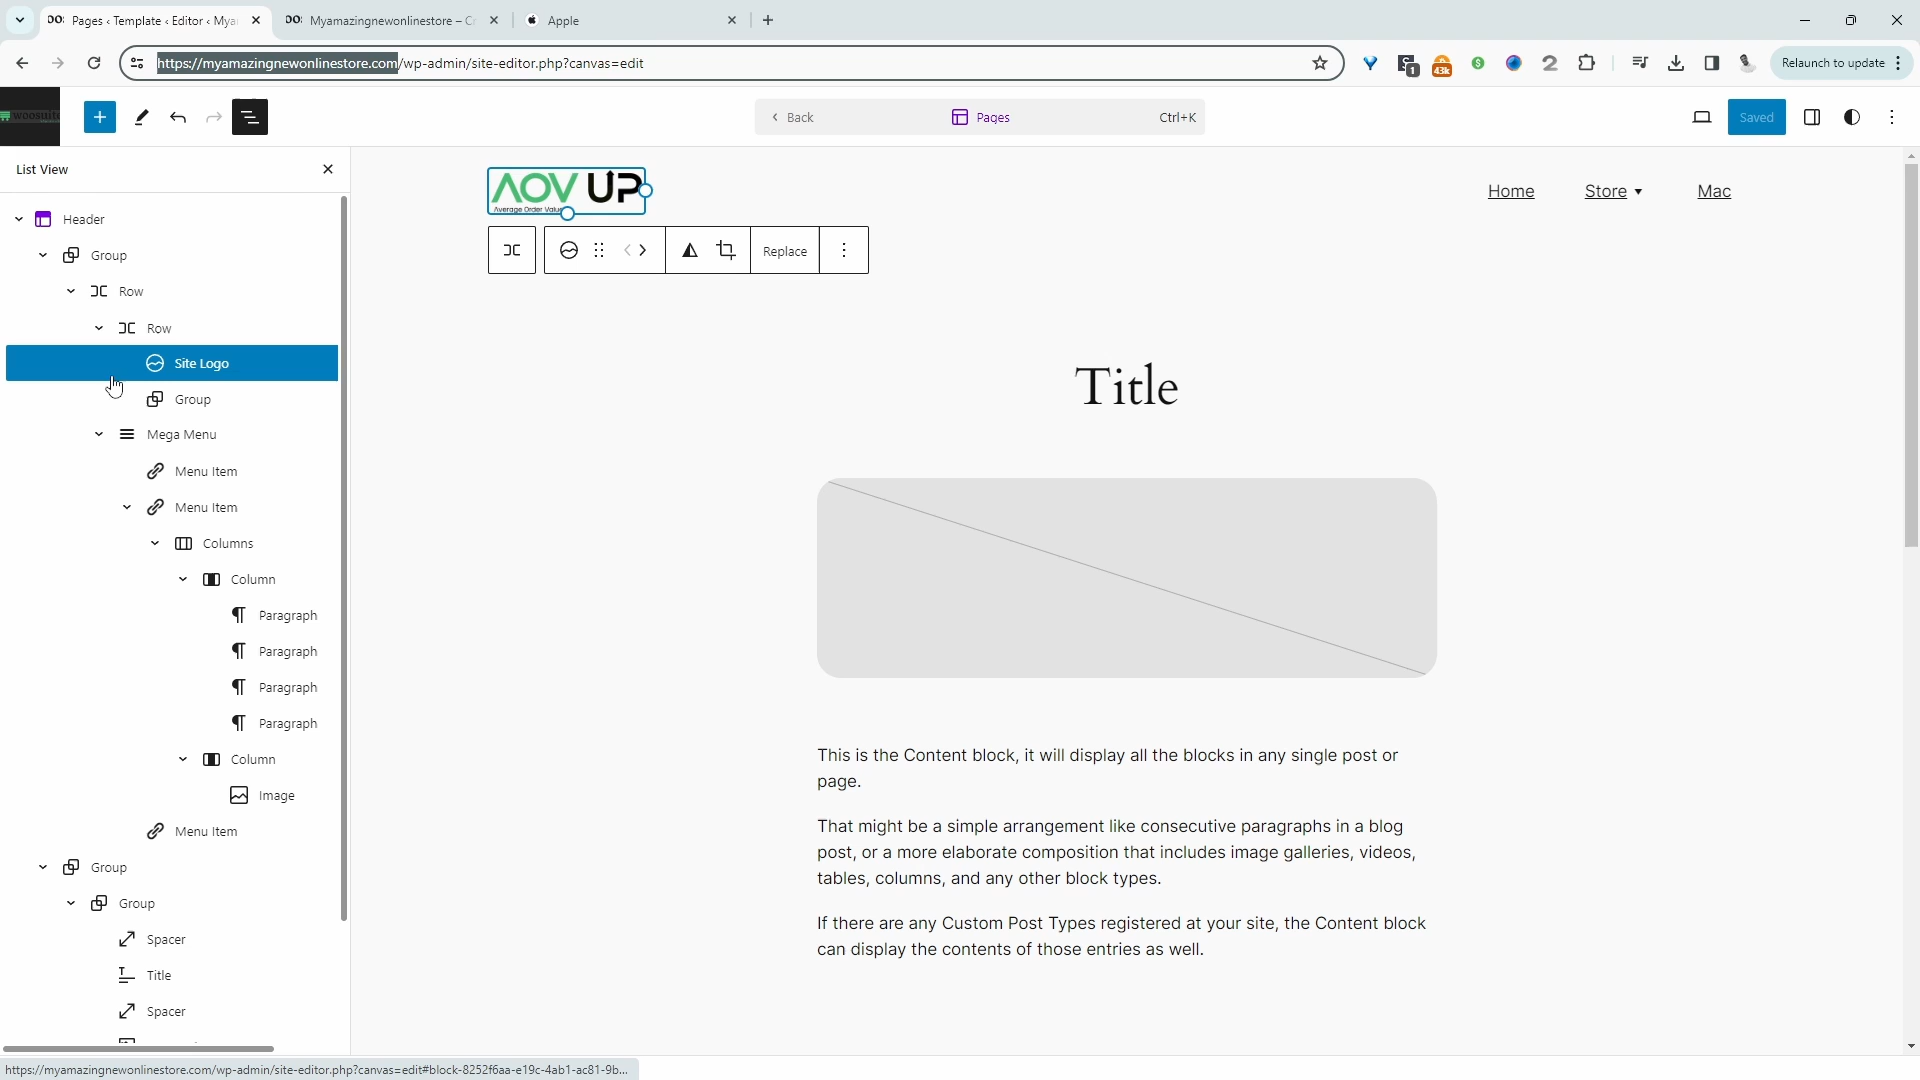 Pages ‹ Template ‹ Editor ‹ Mya
Myamazingnewonlinestore – C
Apple
https://myamazingnewonlinestore.com/wp-admin/site-editor.php?canvas=edit
1
43k
Relaunch to update
woosuite
Back
Pages
Ctrl+K
Saved
List View
Header
Group
Row
Row
Site Logo
Group
Mega Menu
Menu Item
Menu Item
Columns
Column
Paragraph
Paragraph
Paragraph
Paragraph
Column
Image
Menu Item
Group
Group
Spacer
Title
Spacer
AOV UP
Average Order Value
Home
Store
Mac
Replace
Title
This is the Content block, it will display all the blocks in any single post or
page.
That might be a simple arrangement like consecutive paragraphs in a blog
post, or a more elaborate composition that includes image galleries, videos,
tables, columns, and any other block types.
If there are any Custom Post Types registered at your site, the Content block
can display the contents of those entries as well.
https://myamazingnewonlinestore.com/wp-admin/site-editor.php?canvas=edit#block-8252f6aa-e19c-4ab1-ac81-9b...